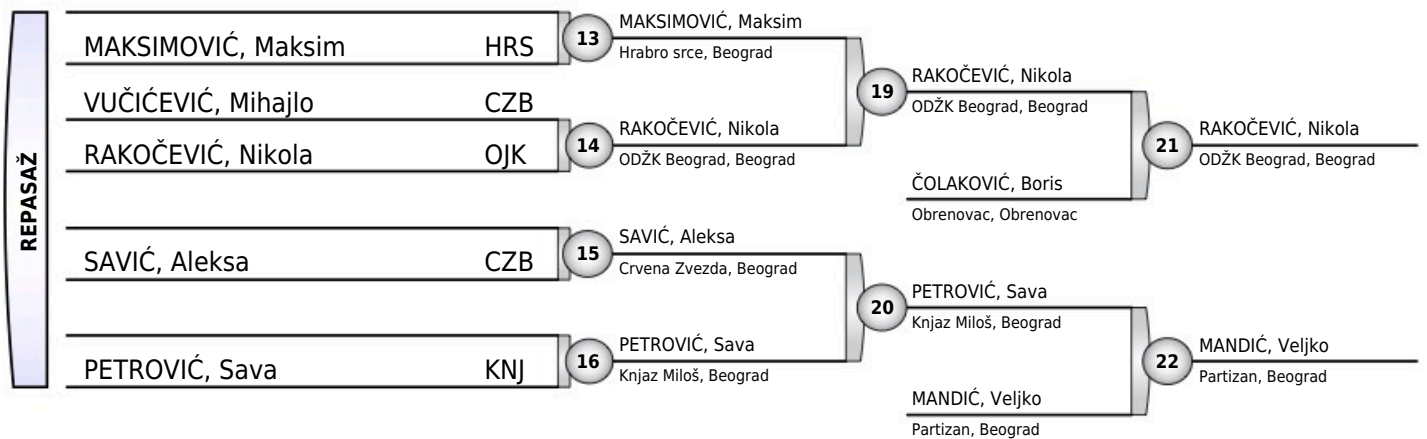 REPASAŽ
MAKSIMOVIĆ, Maksim HRS
VUČIĆEVIĆ, Mihajlo CZB
RAKOČEVIĆ, Nikola OJK
SAVIĆ, Aleksa CZB
PETROVIĆ, Sava KNJ
13
MAKSIMOVIĆ, Maksim
Hrabro srce, Beograd
14
RAKOČEVIĆ, Nikola
ODŽK Beograd, Beograd
15
SAVIĆ, Aleksa
Crvena Zvezda, Beograd
16
PETROVIĆ, Sava
Knjaz Miloš, Beograd
19
RAKOČEVIĆ, Nikola
ODŽK Beograd, Beograd
ČOLAKOVIĆ, Boris
Obrenovac, Obrenovac
20
PETROVIĆ, Sava
Knjaz Miloš, Beograd
MANDIĆ, Veljko
Partizan, Beograd
21
RAKOČEVIĆ, Nikola
ODŽK Beograd, Beograd
22
MANDIĆ, Veljko
Partizan, Beograd